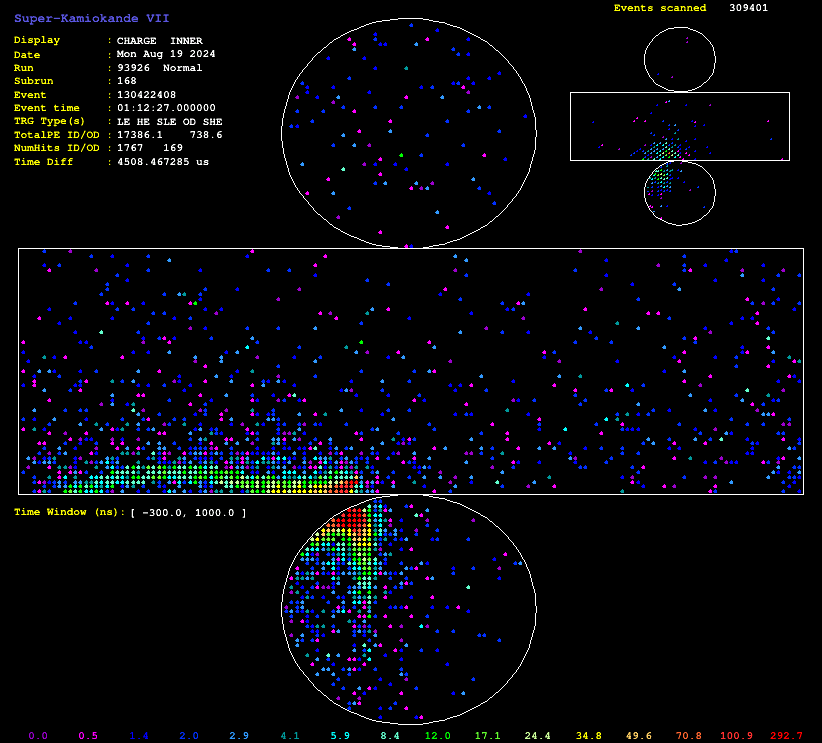 Super-Kamiokande VII
Events scanned 309401
Display : CHARGE INNER
Date : Mon Aug 19 2024
Run : 93926 Normal
Subrun : 168
Event : 130422408
Event time : 01:12:27.000000
TRG Type(s) : LE HE SLE OD SHE
TotalPE ID/OD : 17386.1 738.6
NumHits ID/OD : 1767 169
Time Diff : 4508.467285 us
Time Window (ns): [ -300.0, 1000.0 ]
0.0 0.5 1.4 2.0 2.9 4.1 5.9 8.4 12.0 17.1 24.4 34.8 49.6 70.8 100.9 292.7